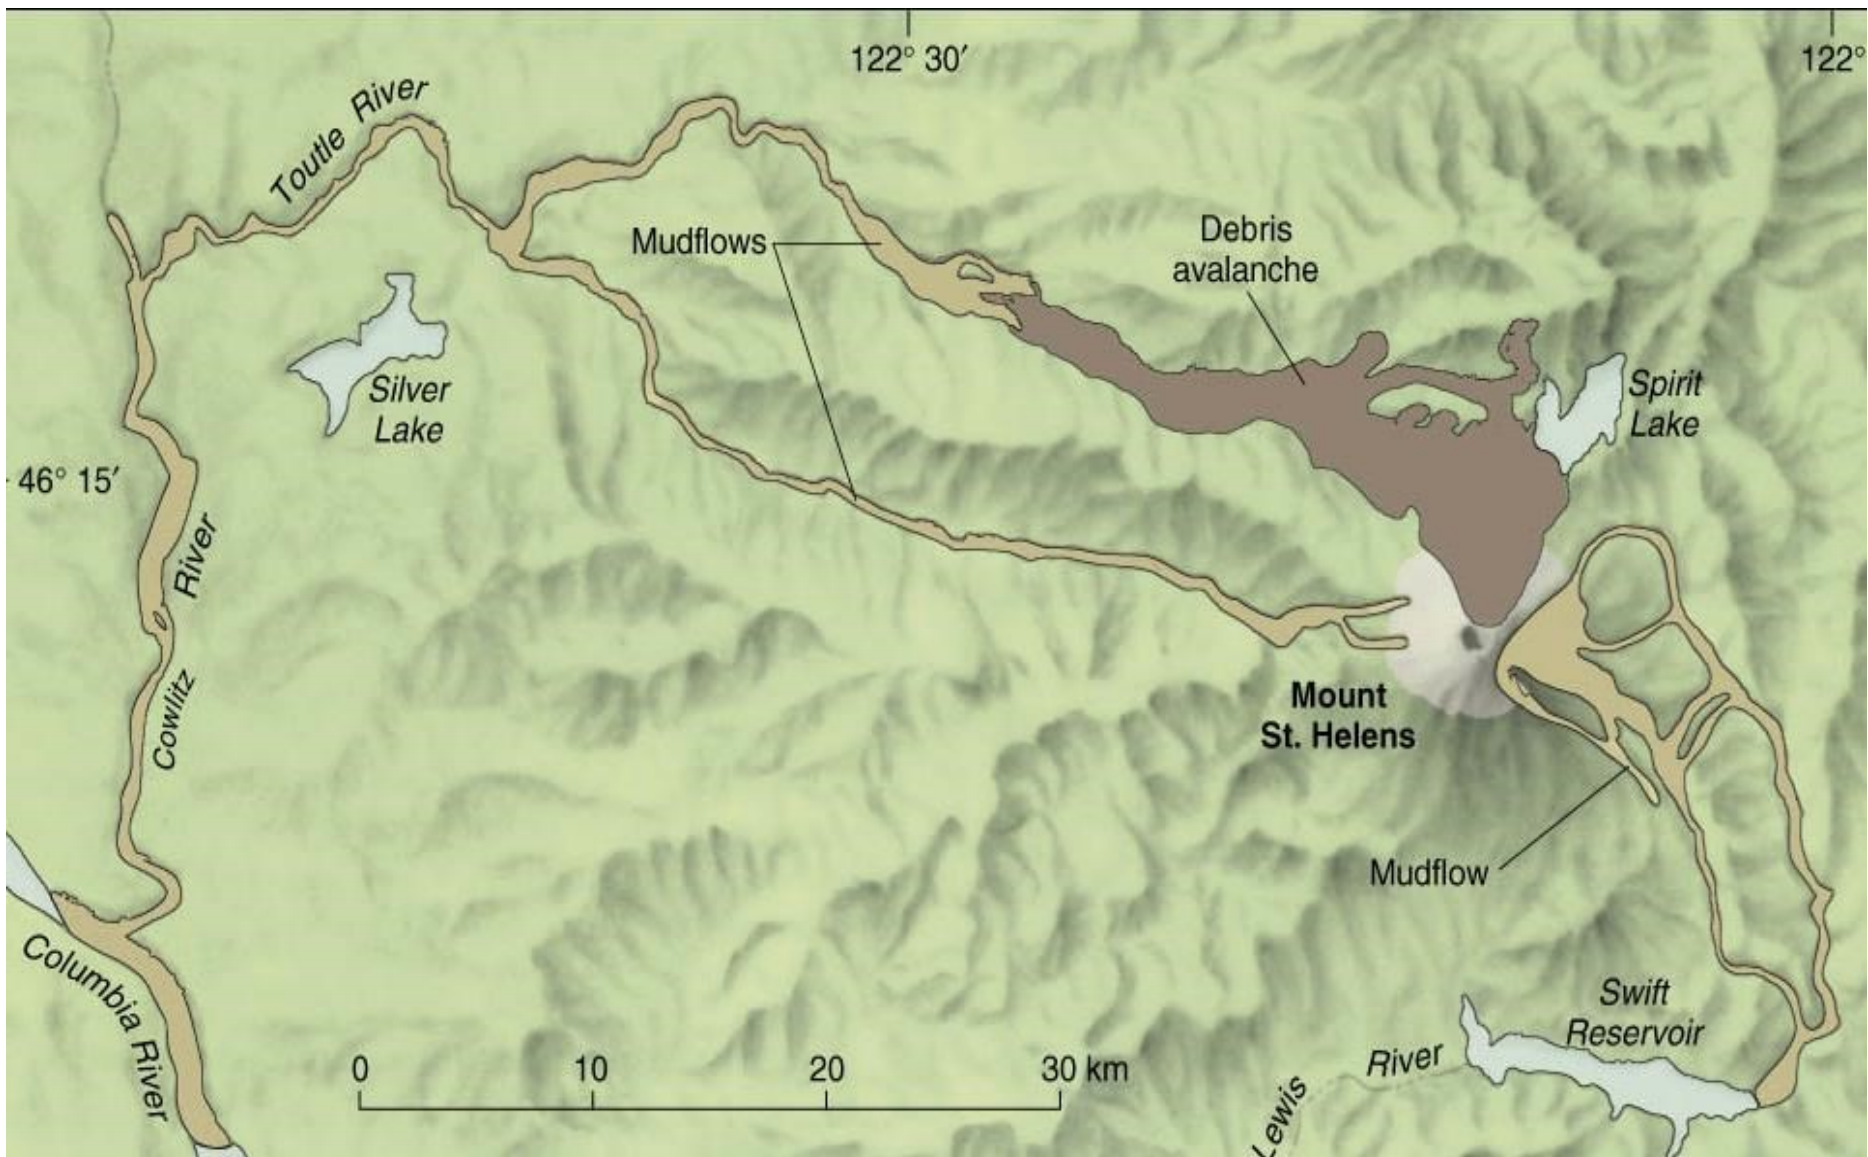 122° 30′
122°
Toutle River
Mudflows
Debris
avalanche
Silver
Lake
Spirit
Lake
46° 15′
Cowlitz River
Mount
St. Helens
Mudflow
Columbia River
Swift
Reservoir
Lewis River
0 10 20 30 km